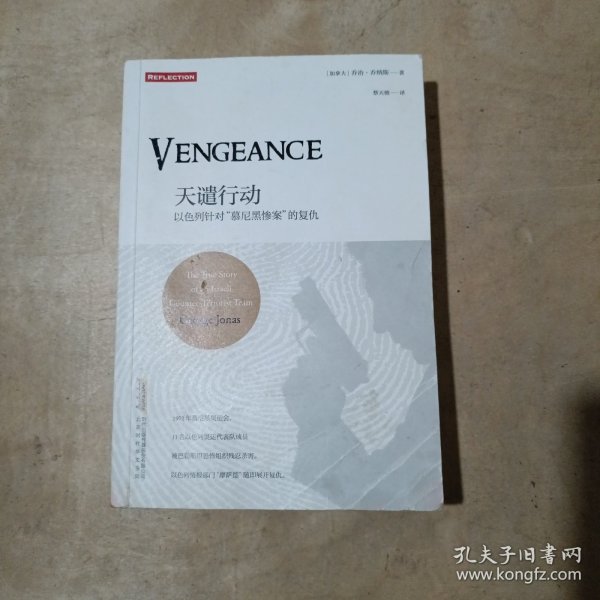 REFLECTION
[加拿大] 乔治·乔纳斯 — 著
蔡天德 — 译
VENGEANCE
天谴行动
以色列针对“慕尼黑惨案”的复仇
The True Story
of an Israeli
Counter-Terrorist Team
George Jonas
1972年慕尼黑奥运会,
11名以色列奥运代表队成员
被巴勒斯坦恐怖组织残忍杀害。
以色列情报部门“摩萨德”随即展开复仇。
孔夫子旧书网
www.kongfz.com